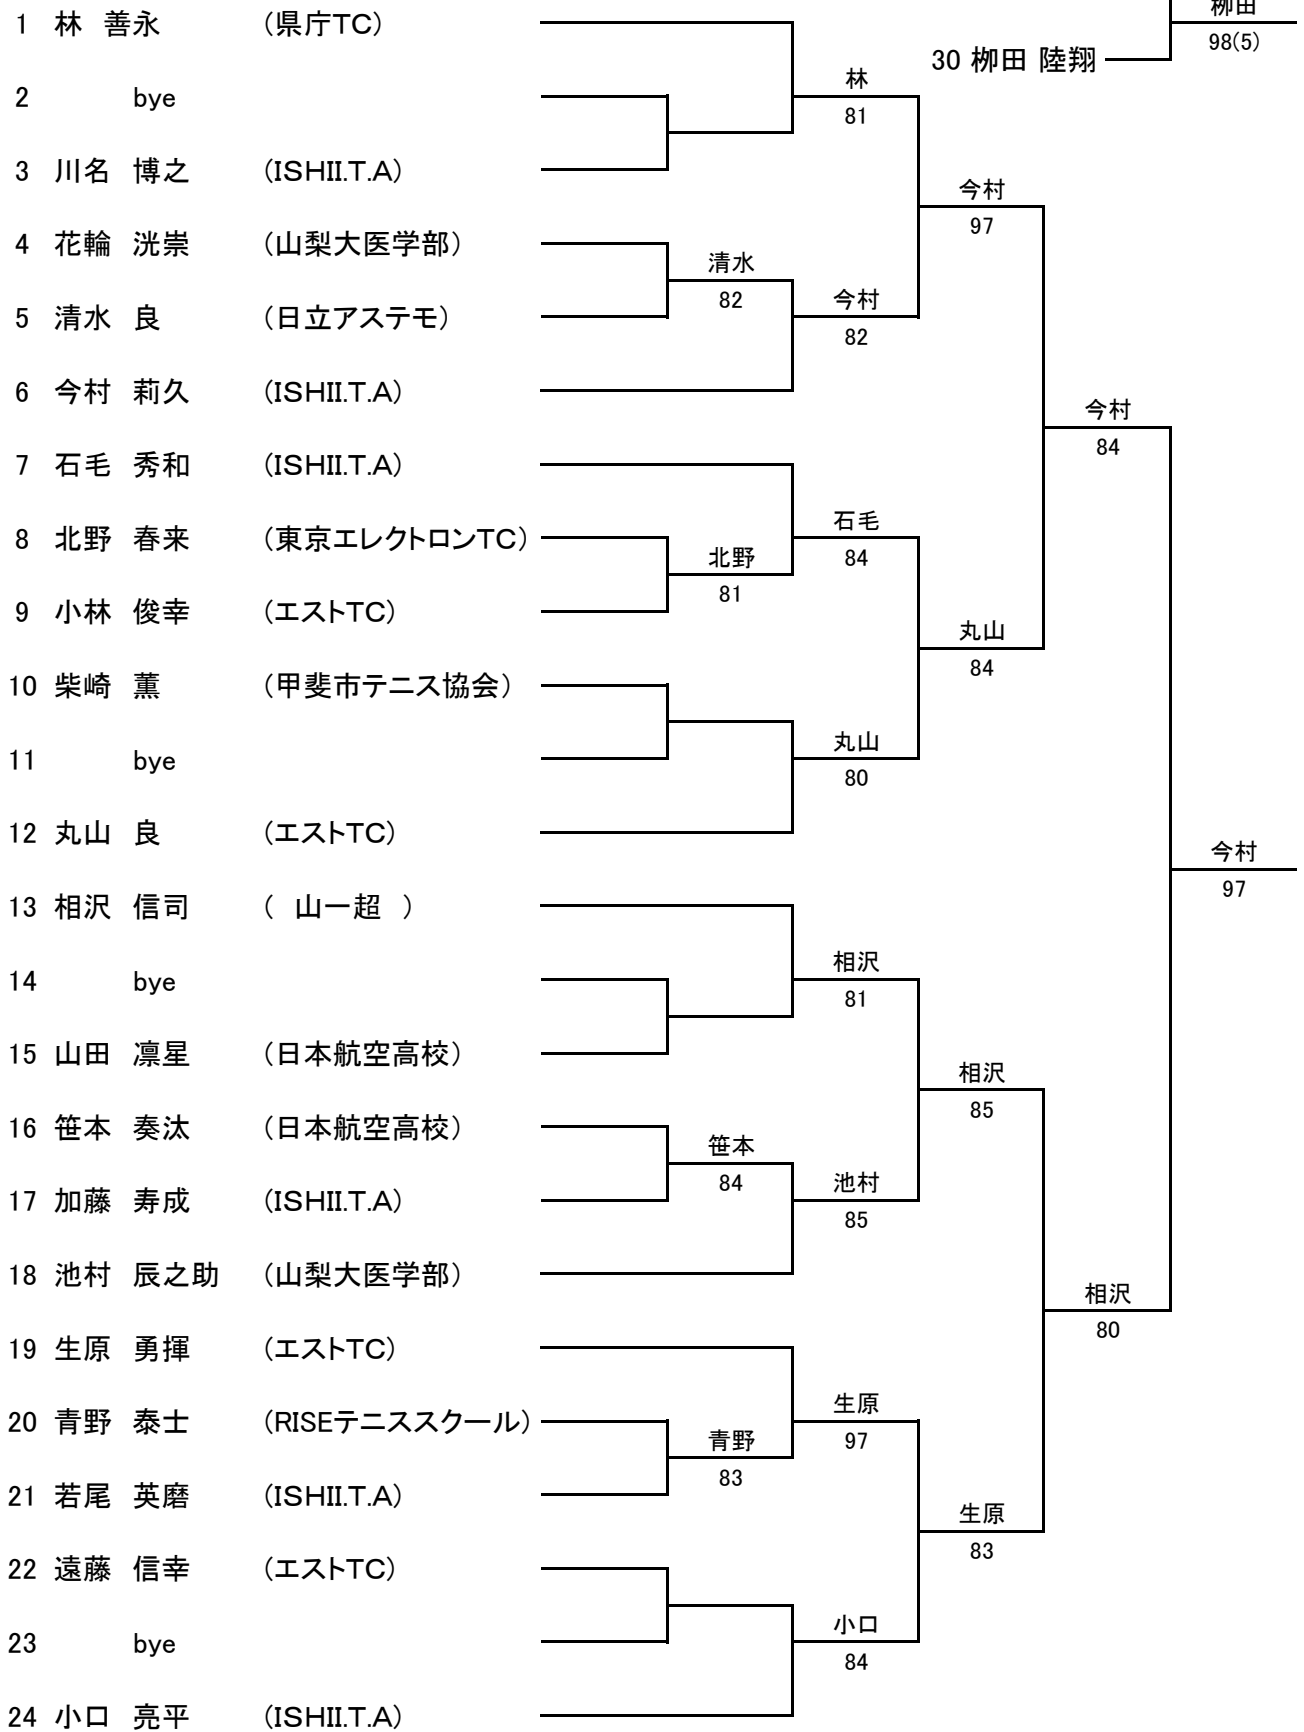 柳田
98(5)
30 柳田 陸翔
1 林 善永 (県庁TC)
林
81
2 bye
3 川名 博之 (ISHII.T.A)
今村
97
4 花輪 洸崇 (山梨大医学部)
清水
82
5 清水 良 (日立アステモ)
今村
82
6 今村 莉久 (ISHII.T.A)
今村
84
7 石毛 秀和 (ISHII.T.A)
石毛
84
8 北野 春来 (東京エレクトロンTC)
北野
81
9 小林 俊幸 (エストTC)
丸山
84
10 柴崎 薫 (甲斐市テニス協会)
丸山
80
11 bye
12 丸山 良 (エストTC)
今村
97
13 相沢 信司 ( 山一超 )
相沢
81
14 bye
15 山田 凛星 (日本航空高校)
相沢
85
16 笹本 奏汰 (日本航空高校)
笹本
84
17 加藤 寿成 (ISHII.T.A)
池村
85
18 池村 辰之助 (山梨大医学部)
相沢
80
19 生原 勇揮 (エストTC)
生原
97
20 青野 泰士 (RISEテニススクール)
青野
83
21 若尾 英磨 (ISHII.T.A)
生原
83
22 遠藤 信幸 (エストTC)
小口
84
23 bye
24 小口 亮平 (ISHII.T.A)